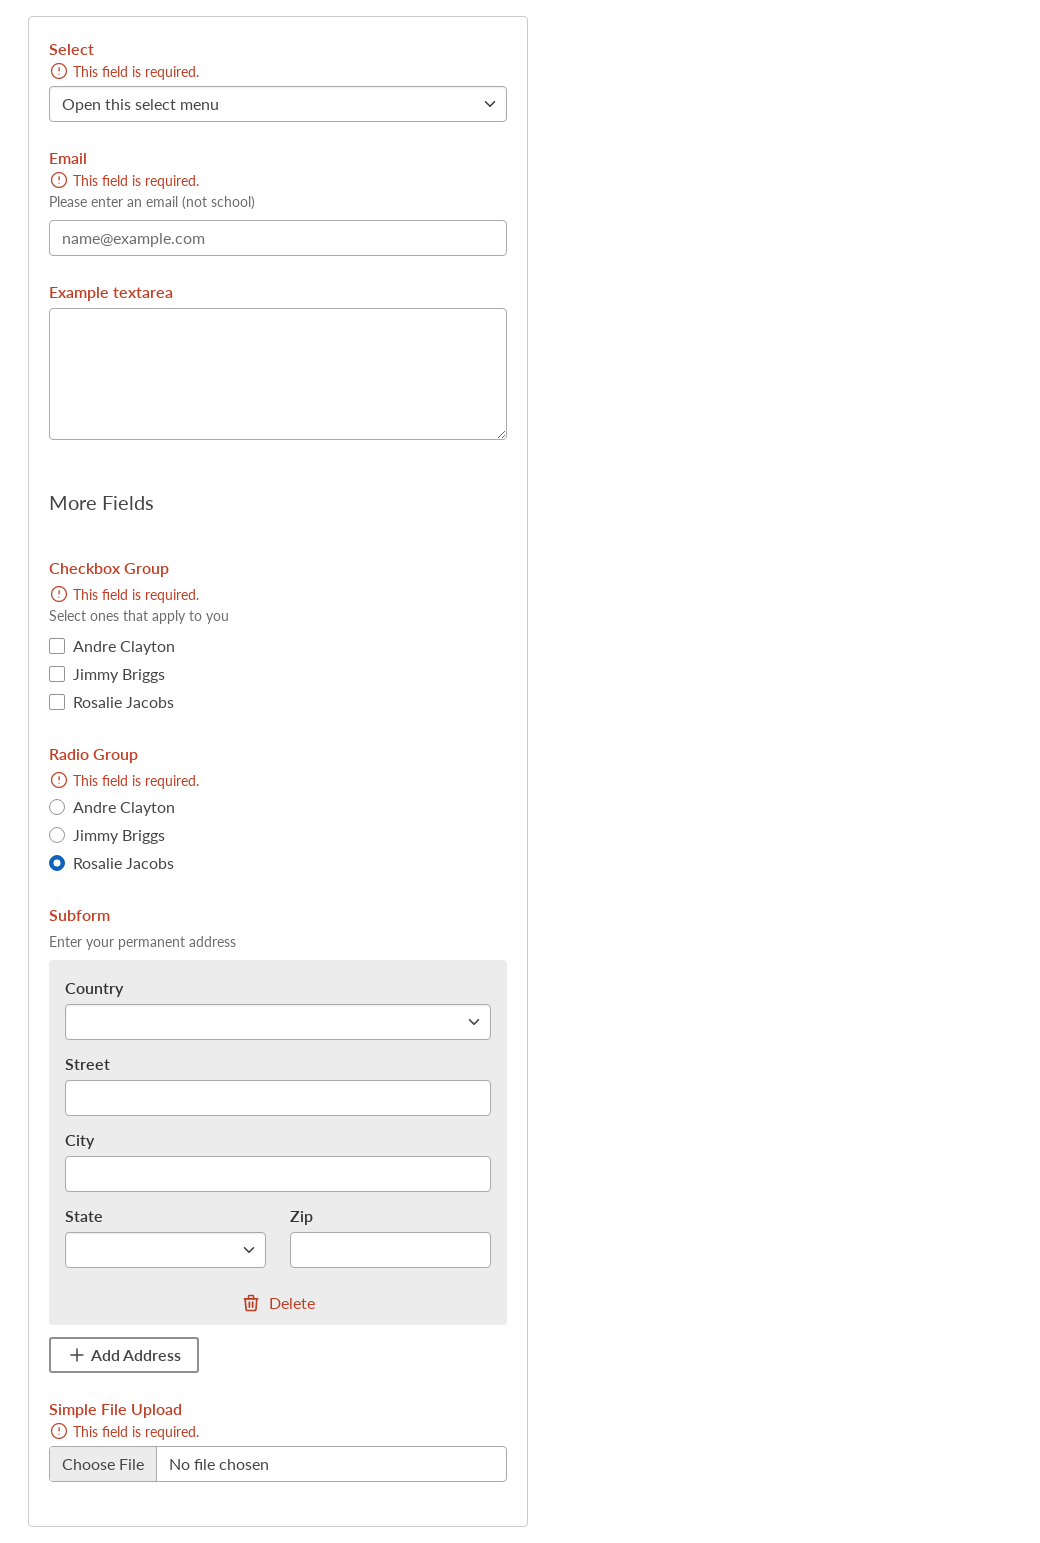 Select
This field is required.
Open this select menu
Email
This field is required.
Please enter an email (not school)
name@example.com
Example textarea
More Fields
Checkbox Group
This field is required.
Select ones that apply to you
Andre Clayton
Jimmy Briggs
Rosalie Jacobs
Radio Group
This field is required.
Andre Clayton
Jimmy Briggs
Rosalie Jacobs
Subform
Enter your permanent address
Country
Street
City
State Zip
Delete
Add Address
Simple File Upload
This field is required.
Choose File No file chosen